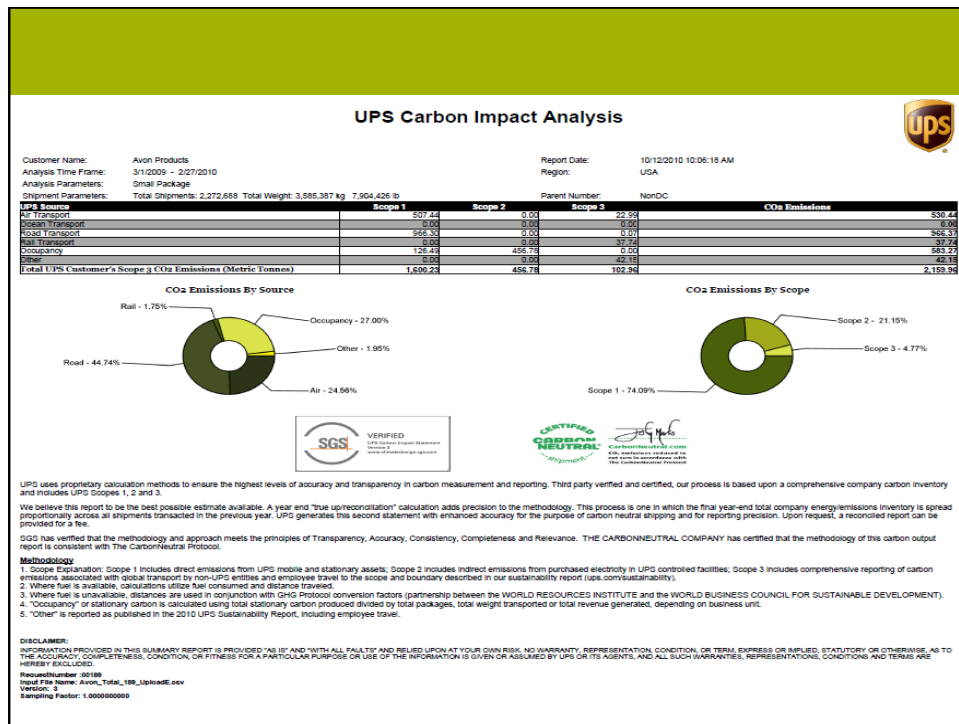 UPS Carbon Impact Analysis
ups
Customer Name: Avon Products Report Date: 10/12/2010 10:06:18 AM
Analysis Time Frame: 3/1/2009 - 2/27/2010 Region: USA
Analysis Parameters: Small Package
Shipment Parameters: Total Shipments: 2,272,688 Total Weight: 3,585,387 kg 7,904,426 lb Parent Number: NonDC
UPS Source Scope 1 Scope 2 Scope 3 CO2 Emissions
Air Transport 507.44 0.00 22.99 530.44
Ocean Transport 0.00 0.00 0.00 0.00
Road Transport 966.30 0.00 0.07 966.37
Rail Transport 0.00 0.00 37.74 37.74
Occupancy 126.49 456.78 0.00 583.27
Other 0.00 0.00 42.15 42.15
Total UPS Customer's Scope 3 CO2 Emissions (Metric Tonnes) 1,600.23 456.78 102.96 2,159.96
CO2 Emissions By Source
Rail - 1.75%
Occupancy - 27.00%
Other - 1.95%
Road - 44.74%
Air - 24.56%
CO2 Emissions By Scope
Scope 2 - 21.15%
Scope 3 - 4.77%
Scope 1 - 74.09%
SGS
VERIFIED
UPS Carbon Impact Statement
Version 3
www.climatechange.sgs.com
CERTIFIED
CARBON
NEUTRAL
shipment
CarbonNeutral.com
CO2 emissions reduced to
net zero in accordance with
The CarbonNeutral Protocol
UPS uses proprietary calculation methods to ensure the highest levels of accuracy and transparency in carbon measurement and reporting. Third party verified and certified, our process is based upon a comprehensive company carbon inventory
and includes UPS Scopes 1, 2 and 3.
We believe this report to be the best possible estimate available. A year end "true up/reconciliation" calculation adds precision to the methodology. This process is one in which the final year-end total company energy/emissions inventory is spread
proportionally across all shipments transacted in the previous year. UPS generates this second statement with enhanced accuracy for the purpose of carbon neutral shipping and for reporting precision. Upon request, a reconciled report can be
provided for a fee.
SGS has verified that the methodology and approach meets the principles of Transparency, Accuracy, Consistency, Completeness and Relevance. THE CARBONNEUTRAL COMPANY has certified that the methodology of this carbon output
report is consistent with The CarbonNeutral Protocol.
Methodology
1. Scope Explanation: Scope 1 includes direct emissions from UPS mobile and stationary assets; Scope 2 includes indirect emissions from purchased electricity in UPS controlled facilities; Scope 3 includes comprehensive reporting of carbon
emissions associated with global transport by non-UPS entities and employee travel to the scope and boundary described in our sustainability report (ups.com/sustainability).
2. Where fuel is available, calculations utilize fuel consumed and distance traveled.
3. Where fuel is unavailable, distances are used in conjunction with GHG Protocol conversion factors (partnership between the WORLD RESOURCES INSTITUTE and the WORLD BUSINESS COUNCIL FOR SUSTAINABLE DEVELOPMENT).
4. "Occupancy" or stationary carbon is calculated using total stationary carbon produced divided by total packages, total weight transported or total revenue generated, depending on business unit.
5. "Other" is reported as published in the 2010 UPS Sustainability Report, including employee travel.
DISCLAIMER:
INFORMATION PROVIDED IN THIS SUMMARY REPORT IS PROVIDED "AS IS" AND "WITH ALL FAULTS" AND RELIED UPON AT YOUR OWN RISK. NO WARRANTY, REPRESENTATION, CONDITION, OR TERM, EXPRESS OR IMPLIED, STATUTORY OR OTHERWISE, AS TO
THE ACCURACY, COMPLETENESS, CONDITION, OR FITNESS FOR A PARTICULAR PURPOSE OR USE OF THE INFORMATION IS GIVEN OR ASSUMED BY UPS OR ITS AGENTS, AND ALL SUCH WARRANTIES, REPRESENTATIONS, CONDITIONS AND TERMS ARE
HEREBY EXCLUDED.
RequestNumber :00189
Input File Name: Avon_Total_189_UploadE.csv
Version: 3
Sampling Factor: 1.0000000000